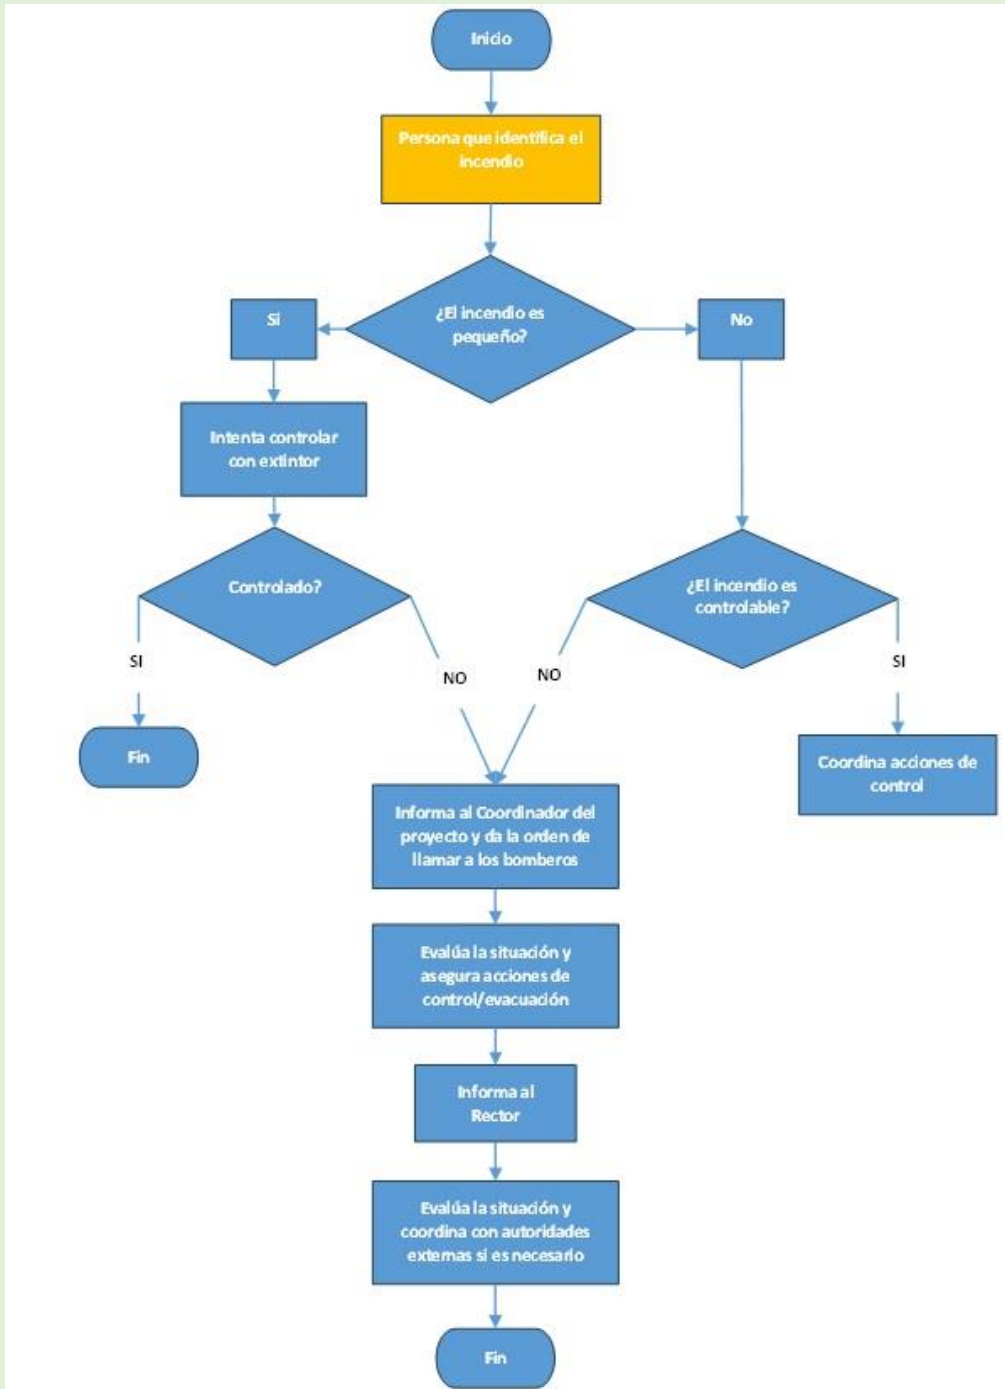 Inicio
Persona que identifica el
incendio
¿El incendio es
pequeño?
Si
No
Intenta controlar
con extintor
Controlado?
¿El incendio es
controlable?
SI
NO
NO
SI
Fin
Coordina acciones de
control
Informa al Coordinador del
proyecto y da la orden de
llamar a los bomberos
Evalúa la situación y
asegura acciones de
control/evacuación
Informa al
Rector
Evalúa la situación y
coordina con autoridades
externas si es necesario
Fin